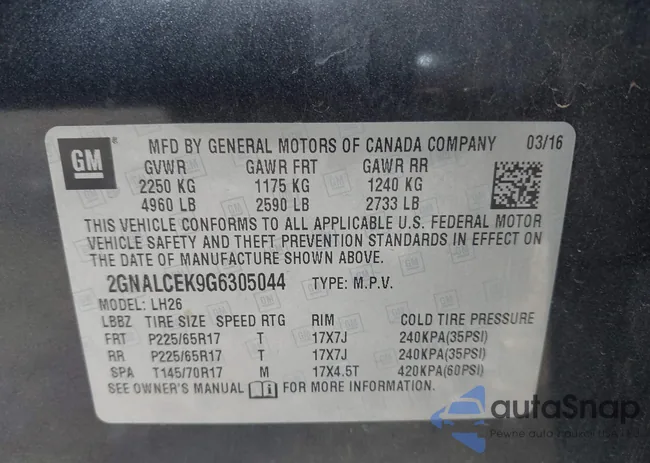 GM
MFD BY GENERAL MOTORS OF CANADA COMPANY 03/16
GVWR GAWR FRT GAWR RR
2250 KG 1175 KG 1240 KG
4960 LB 2590 LB 2733 LB
THIS VEHICLE CONFORMS TO ALL APPLICABLE U.S. FEDERAL MOTOR
VEHICLE SAFETY AND THEFT PREVENTION STANDARDS IN EFFECT ON
THE DATE OF MANUFACTURE SHOWN ABOVE.
2GNALCEK9G6305044 TYPE: M.P.V.
MODEL: LH26
LBBZ TIRE SIZE SPEED RTG RIM COLD TIRE PRESSURE
FRT P225/65R17 T 17X7J 240KPA(35PSI)
RR P225/65R17 T 17X7J 240KPA(35PSI)
SPA T145/70R17 M 17X4.5T 420KPA(60PSI)
SEE OWNER'S MANUAL FOR MORE INFORMATION.
autoSnap
Pewne auto